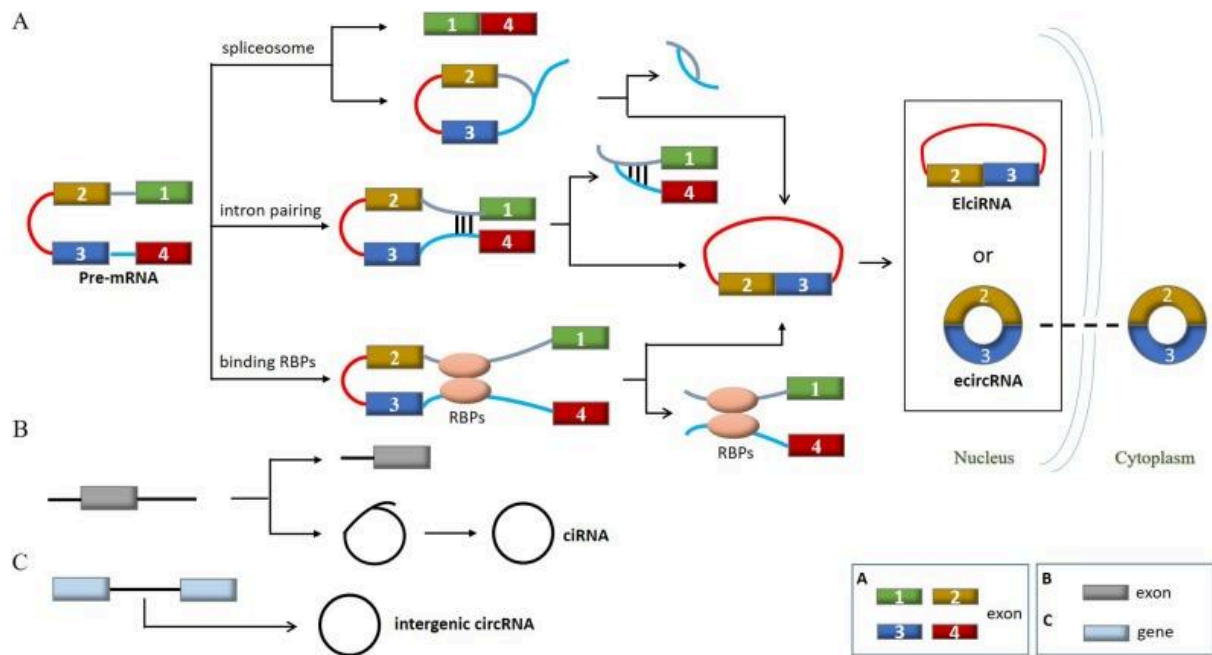 A
spliceosome
1 4
2
3
2 1
3 4
Pre-mRNA
intron pairing
2
1
3
4
1
4
2 3
2 3
ElciRNA
or
2
3
ecircRNA
2
3
binding RBPs
2
1
3
4
RBPs
1
4
RBPs
Nucleus
Cytoplasm
B
ciRNA
C
intergenic circRNA
A
1 2
exon
3 4
B
exon
C
gene